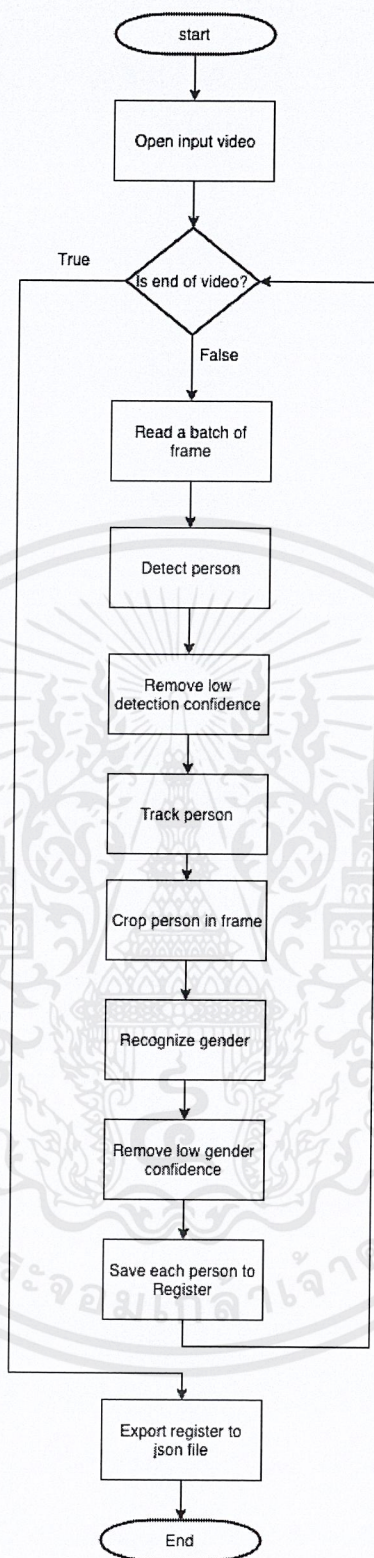 start
Open input video
True
Is end of video?
False
Read a batch of
frame
Detect person
Remove low
detection confidence
Track person
Crop person in frame
Recognize gender
Remove low gender
confidence
Save each person to
Register
Export register to
json file
End